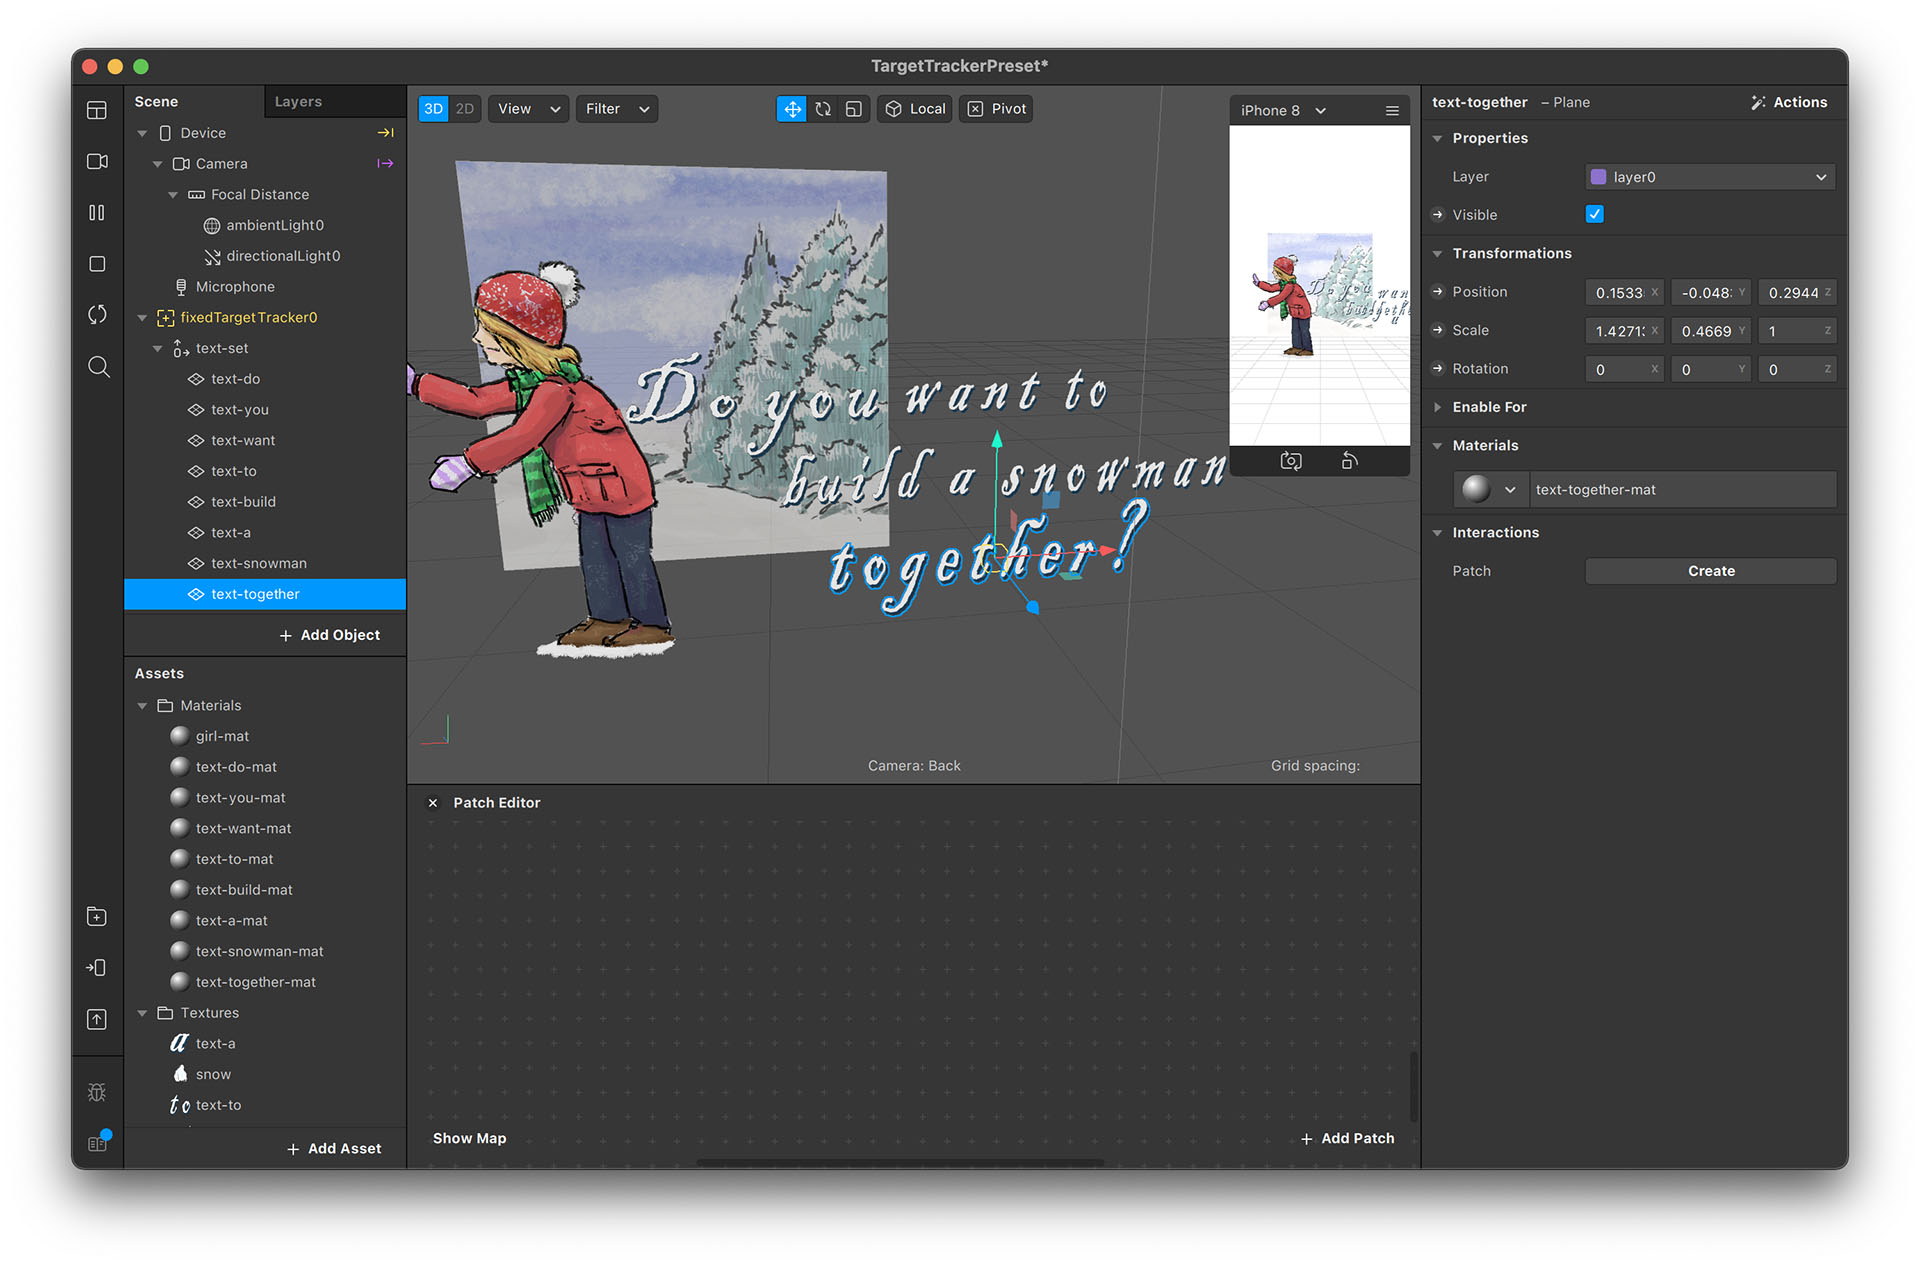 TargetTrackerPreset*
Scene
Layers
Device
Camera
Focal Distance
ambientLight0
directionalLight0
Microphone
fixedTargetTracker0
text-set
text-do
text-you
text-want
text-to
text-build
text-a
text-snowman
text-together
+ Add Object
Assets
Materials
girl-mat
text-do-mat
text-you-mat
text-want-mat
text-to-mat
text-build-mat
text-a-mat
text-snowman-mat
text-together-mat
Textures
a text-a
snow
to text-to
+ Add Asset
3D 2D View Filter Local Pivot
iPhone 8
Do you want to
build a snowman
together?
Do you want
Camera: Back
Grid spacing:
Patch Editor
Show Map
+ Add Patch
text-together – Plane Actions
Properties
Layer layer0
Visible
Transformations
Position 0.1533 X -0.048 Y 0.2944 Z
Scale 1.4271 X 0.4669 Y 1 Z
Rotation 0 X 0 Y 0 Z
Enable For
Materials
text-together-mat
Interactions
Patch Create